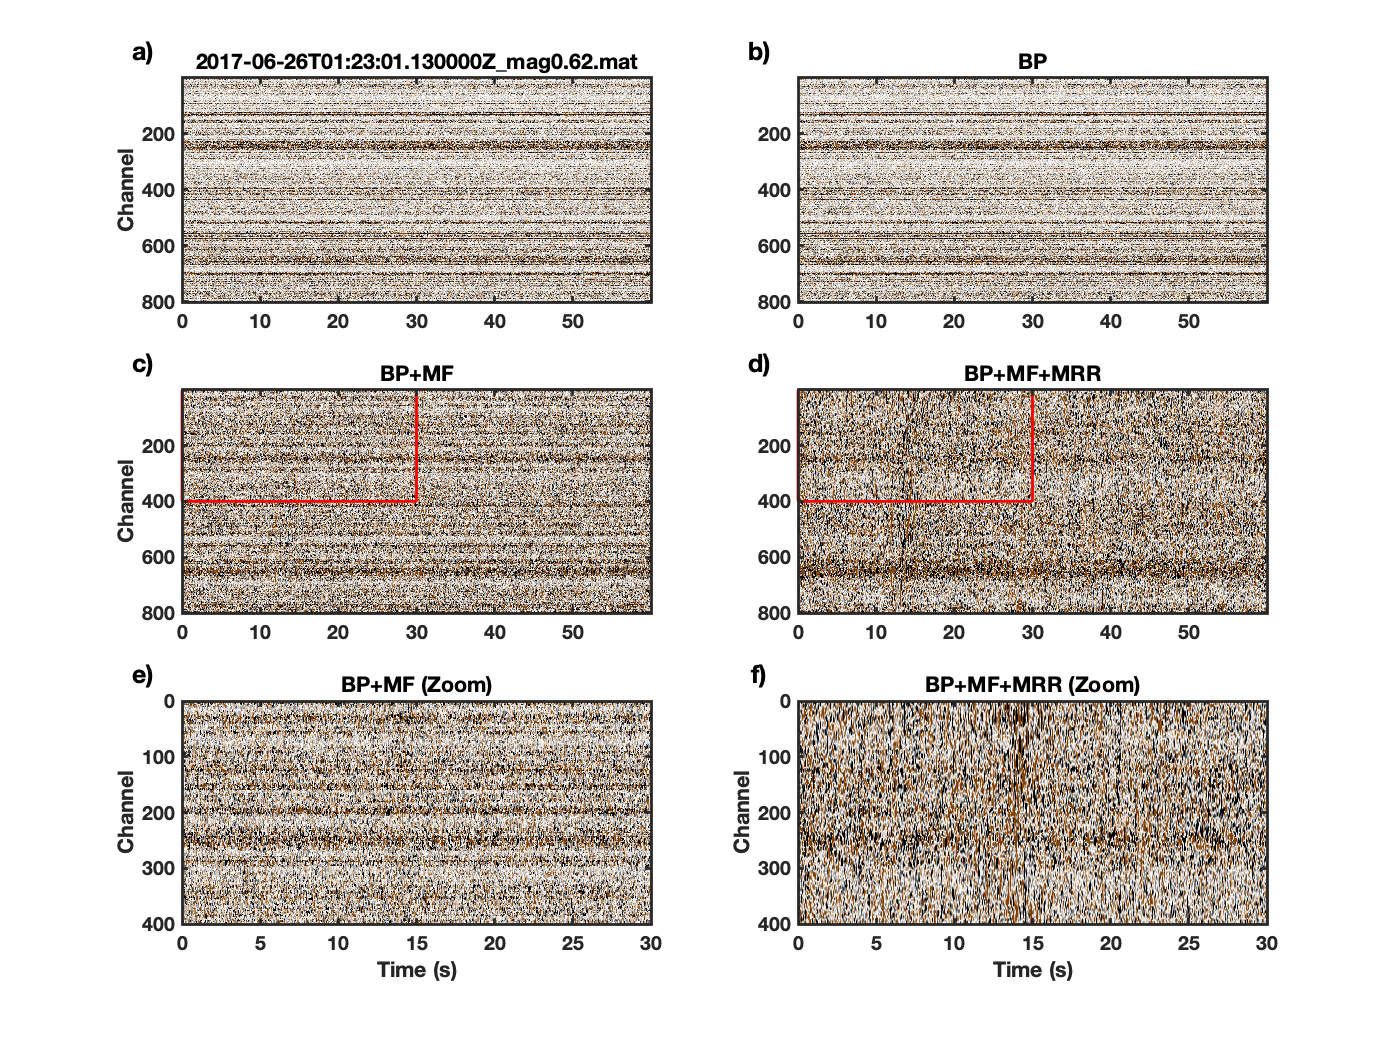 a)
2017-06-26T01:23:01.130000Z_mag0.62.mat
Channel
200
400
600
800
0 10 20 30 40 50
b)
BP
200
400
600
800
0 10 20 30 40 50
c)
BP+MF
Channel
200
400
600
800
0 10 20 30 40 50
d)
BP+MF+MRR
200
400
600
800
0 10 20 30 40 50
e)
BP+MF (Zoom)
Channel
0
100
200
300
400
0 5 10 15 20 25 30
Time (s)
f)
BP+MF+MRR (Zoom)
Channel
0
100
200
300
400
0 5 10 15 20 25 30
Time (s)